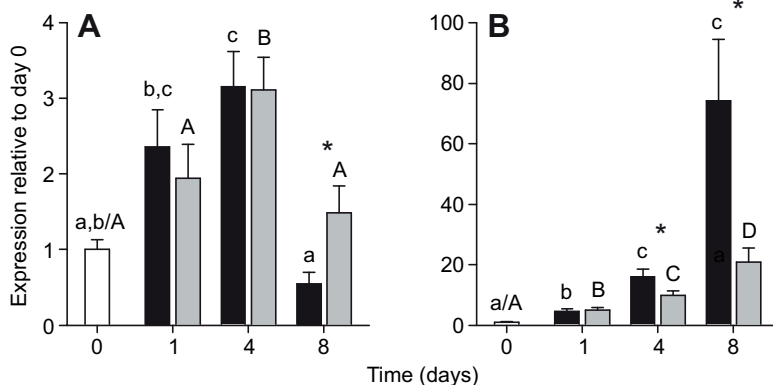 A
Expression relative to day 0
4
3
2
1
0
a,b/A
b,c
A
c
B
a
*
A
0
1
4
8
B
100
80
60
40
20
0
a/A
b
B
c
*
C
c
*
a
D
0
1
4
8
Time (days)